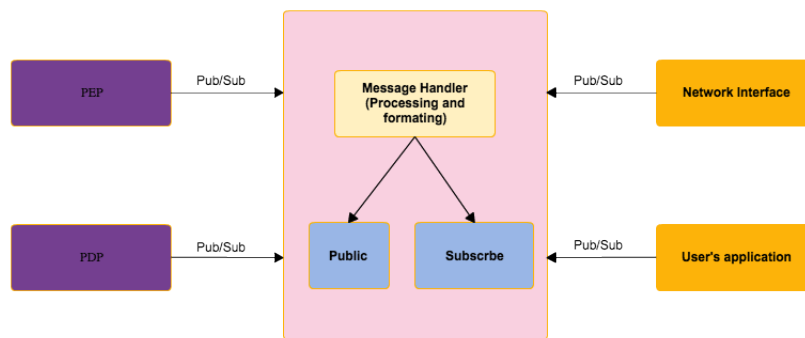 PEP
Pub/Sub
Message Handler
(Processing and
formating)
Pub/Sub
Network Interface
PDP
Pub/Sub
Public
Subscrbe
Pub/Sub
User's application